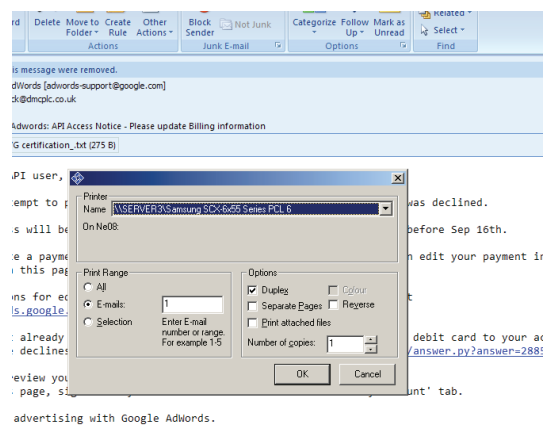 rd Delete Move to Create Other Block Not Junk Categorize Follow Mark as Related
Folder Rule Actions Sender Up Unread Select
Actions Junk E-mail Options Find
is message were removed.
dWords [adwords-support@google.com]
ck@dmcplc.co.uk
Adwords: API Access Notice - Please update Billing information
G certification_.txt (275 B)
API user,
empt to p was declined.
ss will be before Sep 16th.
e a payme n edit your payment in
n this pag
ons for ec t
ds.google.
t already debit card to your ac
e declines /answer.py?answer=2885
review you
s page, unt' tab.
advertising with Google AdWords.
Printer
Name \\SERVER3\Samsung SCX-6x55 Series PCL 6
On Ne08:
Print Range
All
E-mails: 1
Selection Enter E-mail
number or range.
For example 1-5
Options
Duplex Colour
Separate Pages Reverse
Print attached files
Number of copies: 1
OK Cancel